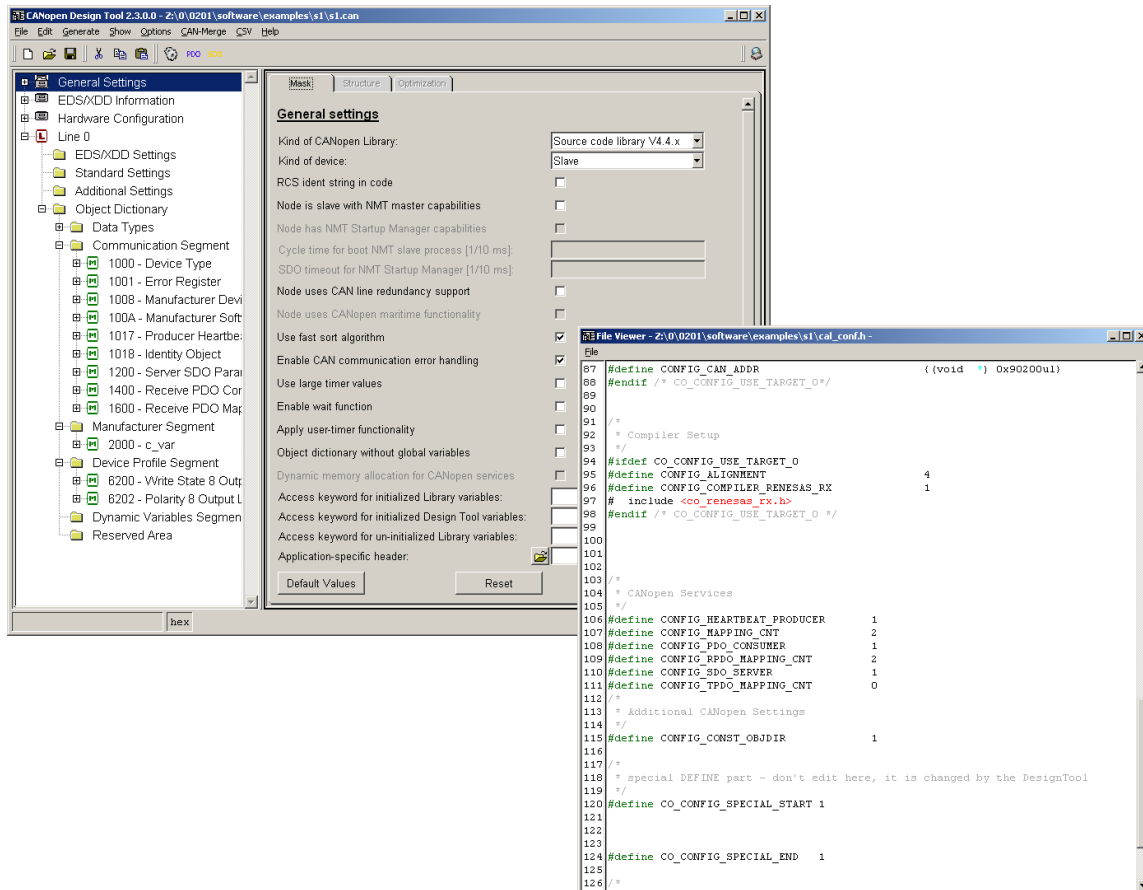 CANopen Design Tool 2.3.0.0 - Z:\0\0201\software\examples\s1\s1.can
File Edit Generate Show Options CAN-Merge CSV Help
PDO
General Settings
EDS/XDD Information
Hardware Configuration
L Line 0
EDS/XDD Settings
Standard Settings
Additional Settings
Object Dictionary
Data Types
Communication Segment
M 1000 - Device Type
M 1001 - Error Register
M 1008 - Manufacturer Devi
M 100A - Manufacturer Soft
M 1017 - Producer Heartbe
M 1018 - Identity Object
M 1200 - Server SDO Para
M 1400 - Receive PDO Cor
M 1600 - Receive PDO Map
Manufacturer Segment
M 2000 - c_var
Device Profile Segment
M 6200 - Write State 8 Outp
M 6202 - Polarity 8 Output L
Dynamic Variables Segmen
Reserved Area
hex
Mask Structure Optimization
General settings
Kind of CANopen Library: Source code library V4.4.x
Kind of device: Slave
RCS ident string in code
Node is slave with NMT master capabilities
Node has NMT Startup Manager capabilities
Cycle time for boot NMT slave process [1/10 ms]:
SDO timeout for NMT Startup Manager [1/10 ms]:
Node uses CAN line redundancy support
Node uses CANopen maritime functionality
Use fast sort algorithm
Enable CAN communication error handling
Use large timer values
Enable wait function
Apply user-timer functionality
Object dictionary without global variables
Dynamic memory allocation for CANopen services
Access keyword for initialized Library variables:
Access keyword for initialized Design Tool variables:
Access keyword for un-initialized Library variables:
Application-specific header:
Default Values Reset
File Viewer - Z:\0\0201\software\examples\s1\cal_conf.h -
File
87 #define CONFIG_CAN_ADDR {(void *) 0x90200ul}
88 #endif /* CO_CONFIG_USE_TARGET_0*/
89
90
91 /*
92 * Compiler Setup
93 */
94 #ifdef CO_CONFIG_USE_TARGET_0
95 #define CONFIG_ALIGNMENT 4
96 #define CONFIG_COMPILER_RENESAS_RX 1
97 # include <co_renesas_rx.h>
98 #endif /* CO_CONFIG_USE_TARGET_0 */
99
100
101
102
103 /*
104 * CANopen Services
105 */
106 #define CONFIG_HEARTBEAT_PRODUCER 1
107 #define CONFIG_MAPPING_CNT 2
108 #define CONFIG_PDO_CONSUMER 1
109 #define CONFIG_RPDO_MAPPING_CNT 2
110 #define CONFIG_SDO_SERVER 1
111 #define CONFIG_TPDO_MAPPING_CNT 0
112 /*
113 * Additional CANopen Settings
114 */
115 #define CONFIG_CONST_OBJDIR 1
116
117 /*
118 * special DEFINE part - don't edit here, it is changed by the DesignTool
119 */
120 #define CO_CONFIG_SPECIAL_START 1
121
122
123
124 #define CO_CONFIG_SPECIAL_END 1
125
126 /*